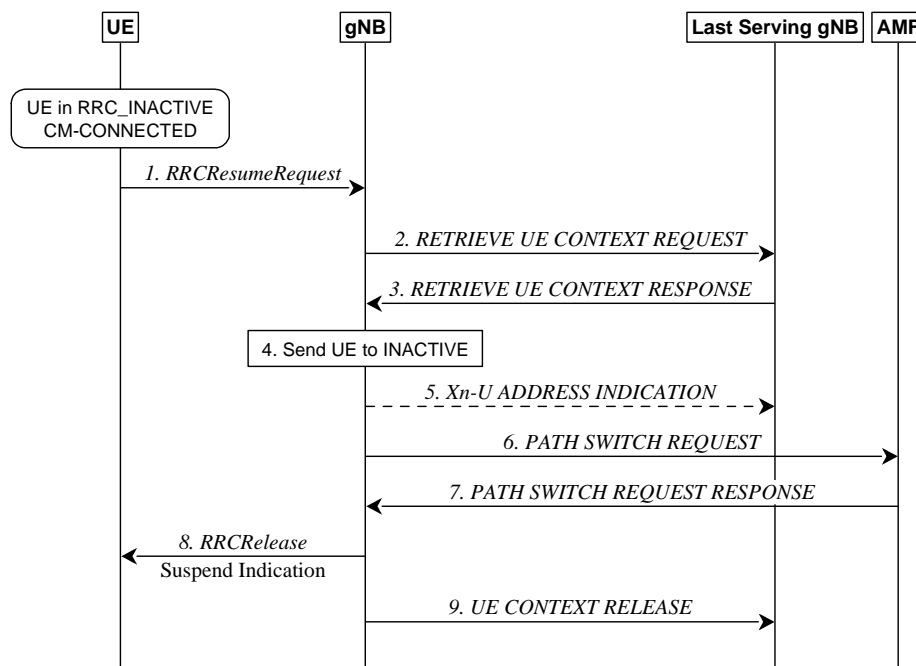 UE
gNB
Last Serving gNB
AMF
UE in RRC_INACTIVE
CM-CONNECTED
1. RRCResumeRequest
2. RETRIEVE UE CONTEXT REQUEST
3. RETRIEVE UE CONTEXT RESPONSE
4. Send UE to INACTIVE
5. Xn-U ADDRESS INDICATION
6. PATH SWITCH REQUEST
7. PATH SWITCH REQUEST RESPONSE
8. RRCRelease
Suspend Indication
9. UE CONTEXT RELEASE